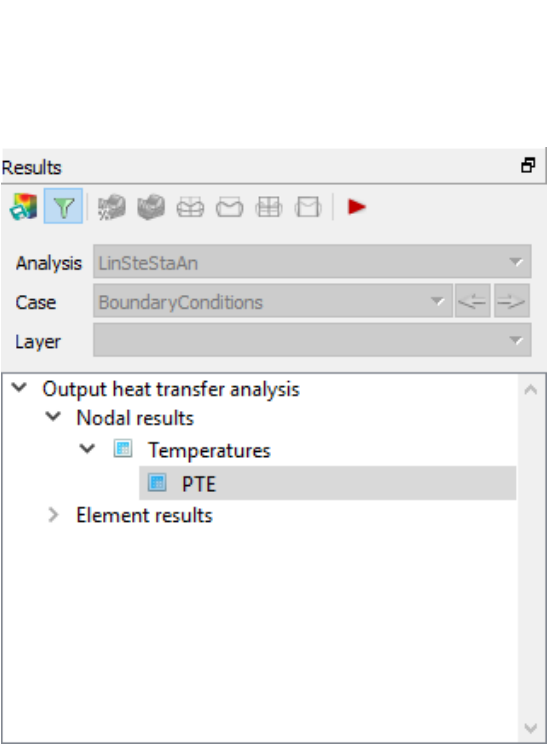 Results
Analysis LinSteStaAn
Case BoundaryConditions
Layer
Output heat transfer analysis
Nodal results
Temperatures
PTE
Element results